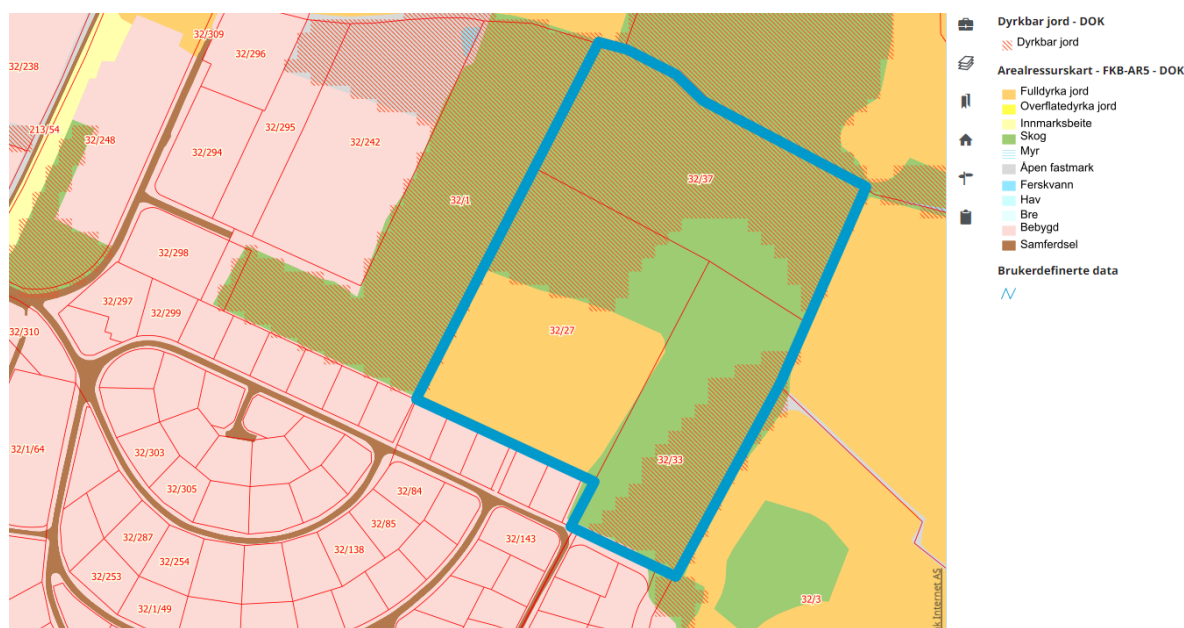 32/309
32/296
32/238
32/295
213/54
32/248
32/242
32/294
32/37
32/1
32/298
32/297
32/299
32/310
32/27
32/303
32/1/64
32/33
32/305
32/84
32/85
32/143
32/287
32/138
32/254
32/253
32/3
32/1/49
k Internet AS
Dyrkbar jord - DOK
Dyrkbar jord
Arealressurskart - FKB-AR5 - DOK
Fulldyrka jord
Overflatedyrka jord
Innmarksbeite
Skog
Myr
Åpen fastmark
Ferskvann
Hav
Bre
Bebygd
Samferdsel
Brukerdefinerte data